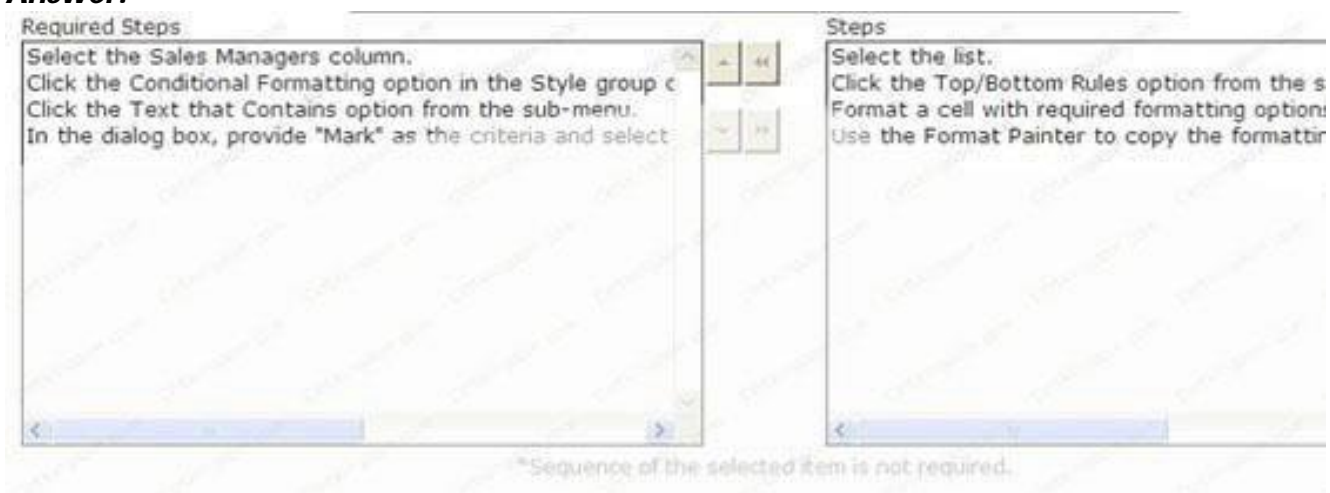 Answer:
Required Steps
Select the Sales Managers column.
Click the Conditional Formatting option in the Style group
Click the Text that Contains option from the sub-menu.
In the dialog box, provide "Mark" as the criteria and select
Steps
Select the list.
Click the Top/Bottom Rules option from the s
Format a cell with required formatting options
Use the Format Painter to copy the
*Sequence of the selected item is not required.